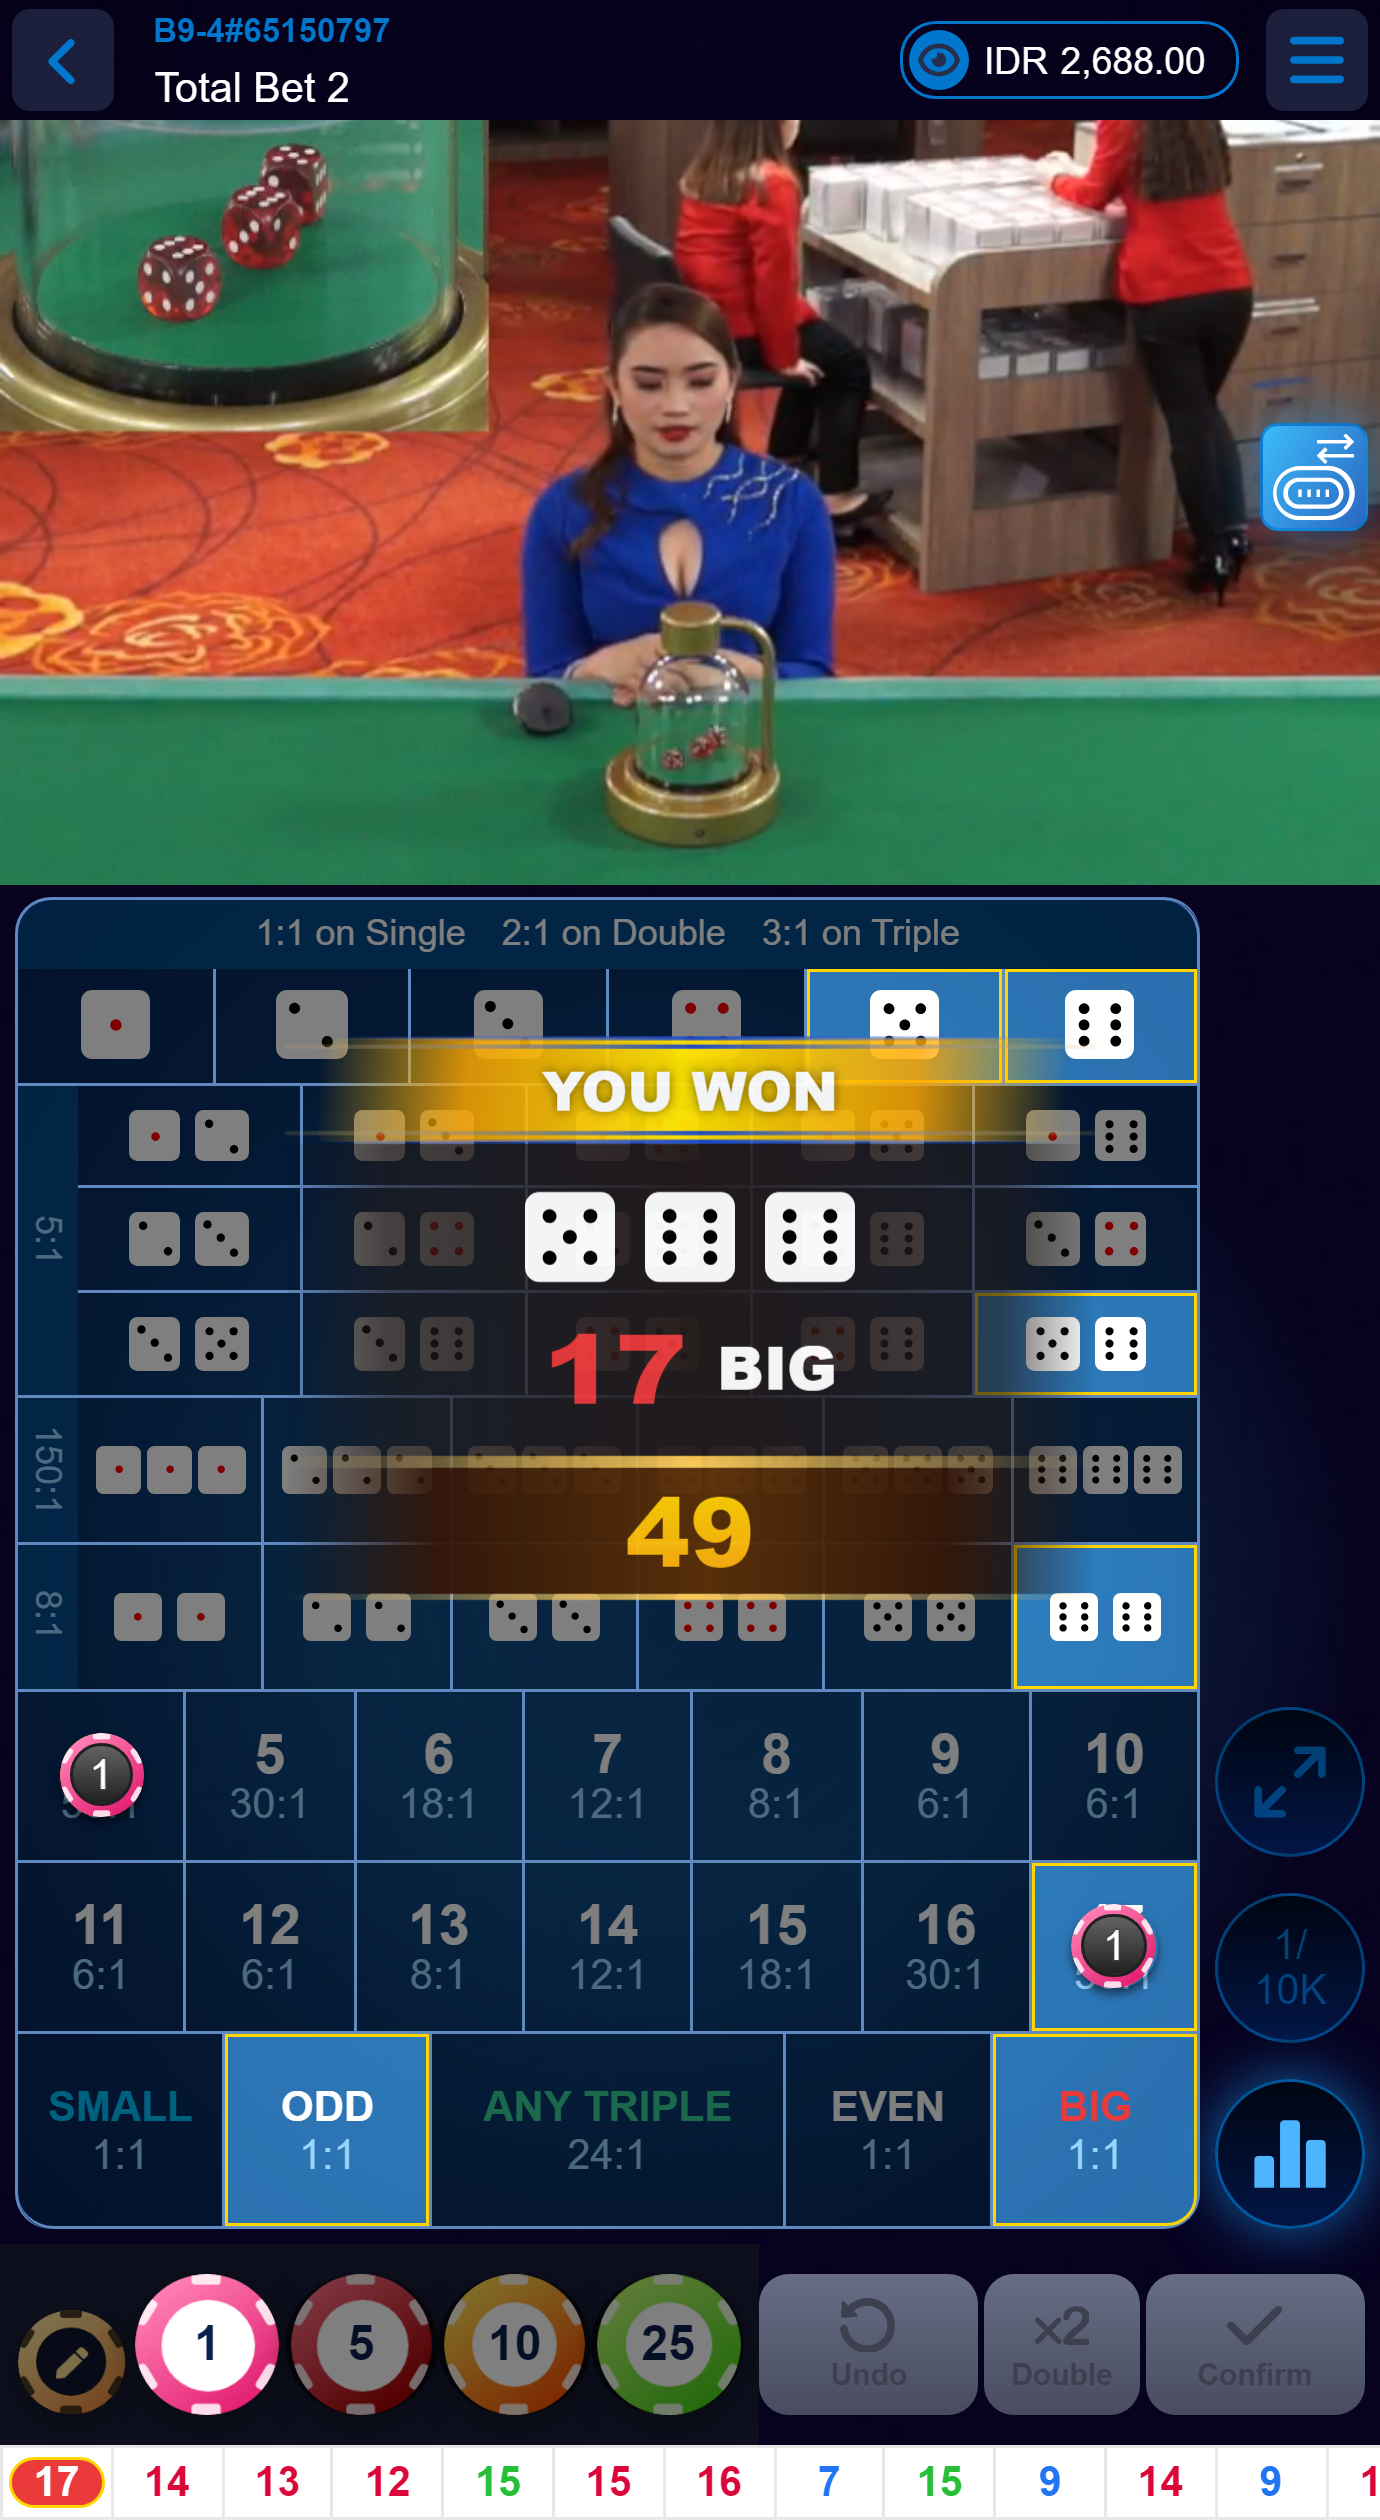 B9-4#65150797
Total Bet 2
IDR 2,688.00
1:1 on Single 2:1 on Double 3:1 on Triple
YOU WON
5:1
17 BIG
150:1
49
8:1
1
5 6 7 8 9 10
30:1 18:1 12:1 8:1 6:1 6:1
11 12 13 14 15 16
1
6:1 6:1 8:1 12:1 18:1 30:1
1/
10K
SMALL ODD ANY TRIPLE EVEN BIG
1:1 1:1 24:1 1:1 1:1
1 5 10 25
x2
Undo Double Confirm
17 14 13 12 15 15 16 7 15 9 14 9